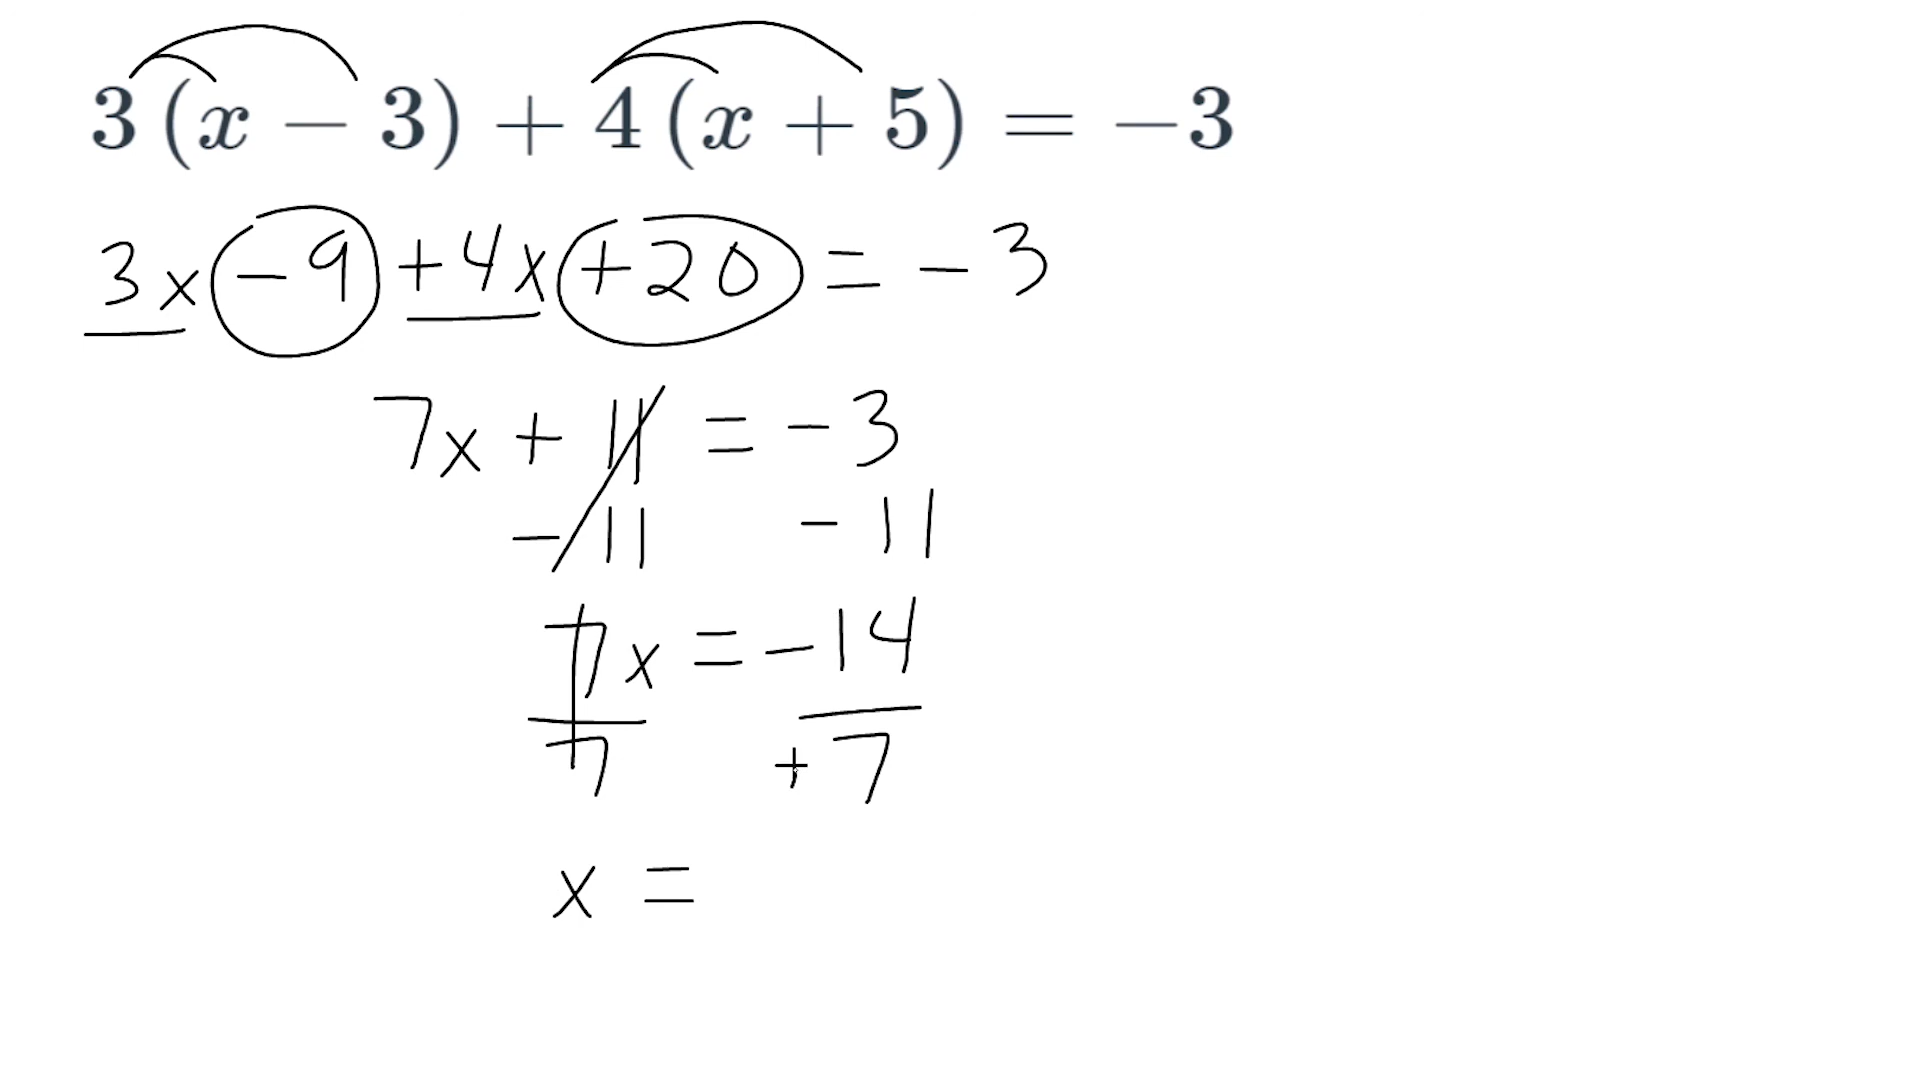 3(x − 3) + 4(x + 5) = −3
3x −9 +4x +20 = −3
7x + 11 = −3
−11 −11
7x = −14
7 +7
x =